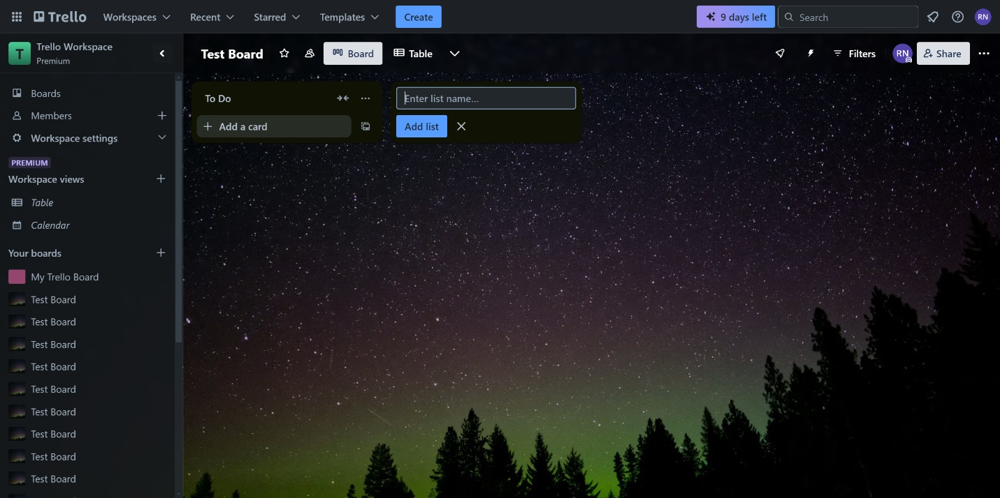 Trello Workspaces Recent Starred Templates Create 9 days left Search RN
T Trello Workspace
Premium
Test Board Board Table Filters RN Share
Boards
Members
Workspace settings
PREMIUM
Workspace views
Table
Calendar
Your boards
My Trello Board
Test Board
Test Board
Test Board
Test Board
Test Board
Test Board
Test Board
Test Board
Test Board
To Do
Add a card
Enter list name…
Add list